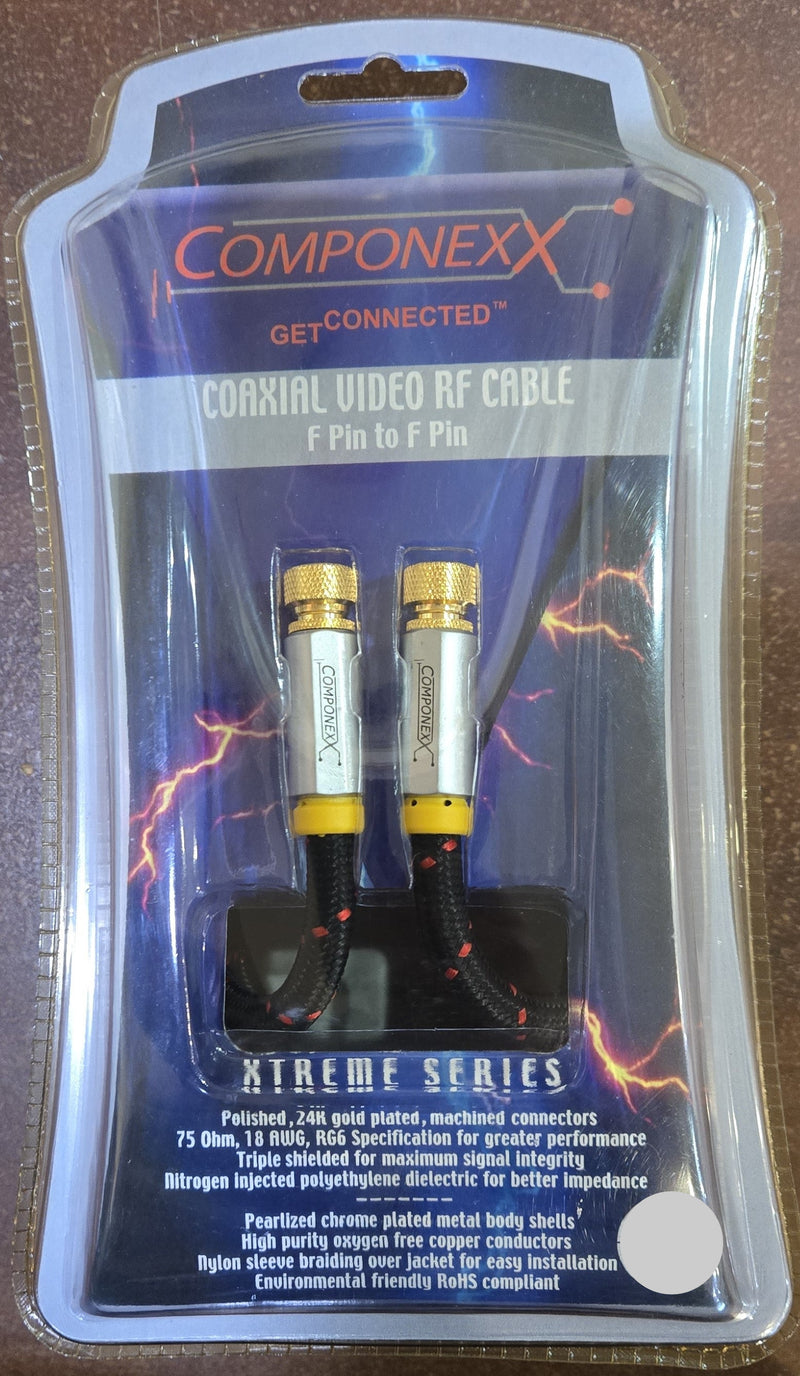 COMPONEXX
GETCONNECTED™
COAXIAL VIDEO RF CABLE
F Pin to F Pin
COMPONEXX
COMPONEXX
XTREME SERIES
Polished, 24K gold plated, machined connectors
75 Ohm, 18 AWG, RG6 Specification for greater performance
Triple shielded for maximum signal integrity
Nitrogen injected polyethylene dielectric for better impedance
Pearlized chrome plated metal body shells
High purity oxygen free copper conductors
Nylon sleeve braiding over jacket for easy installation
Environmental friendly RoHS compliant